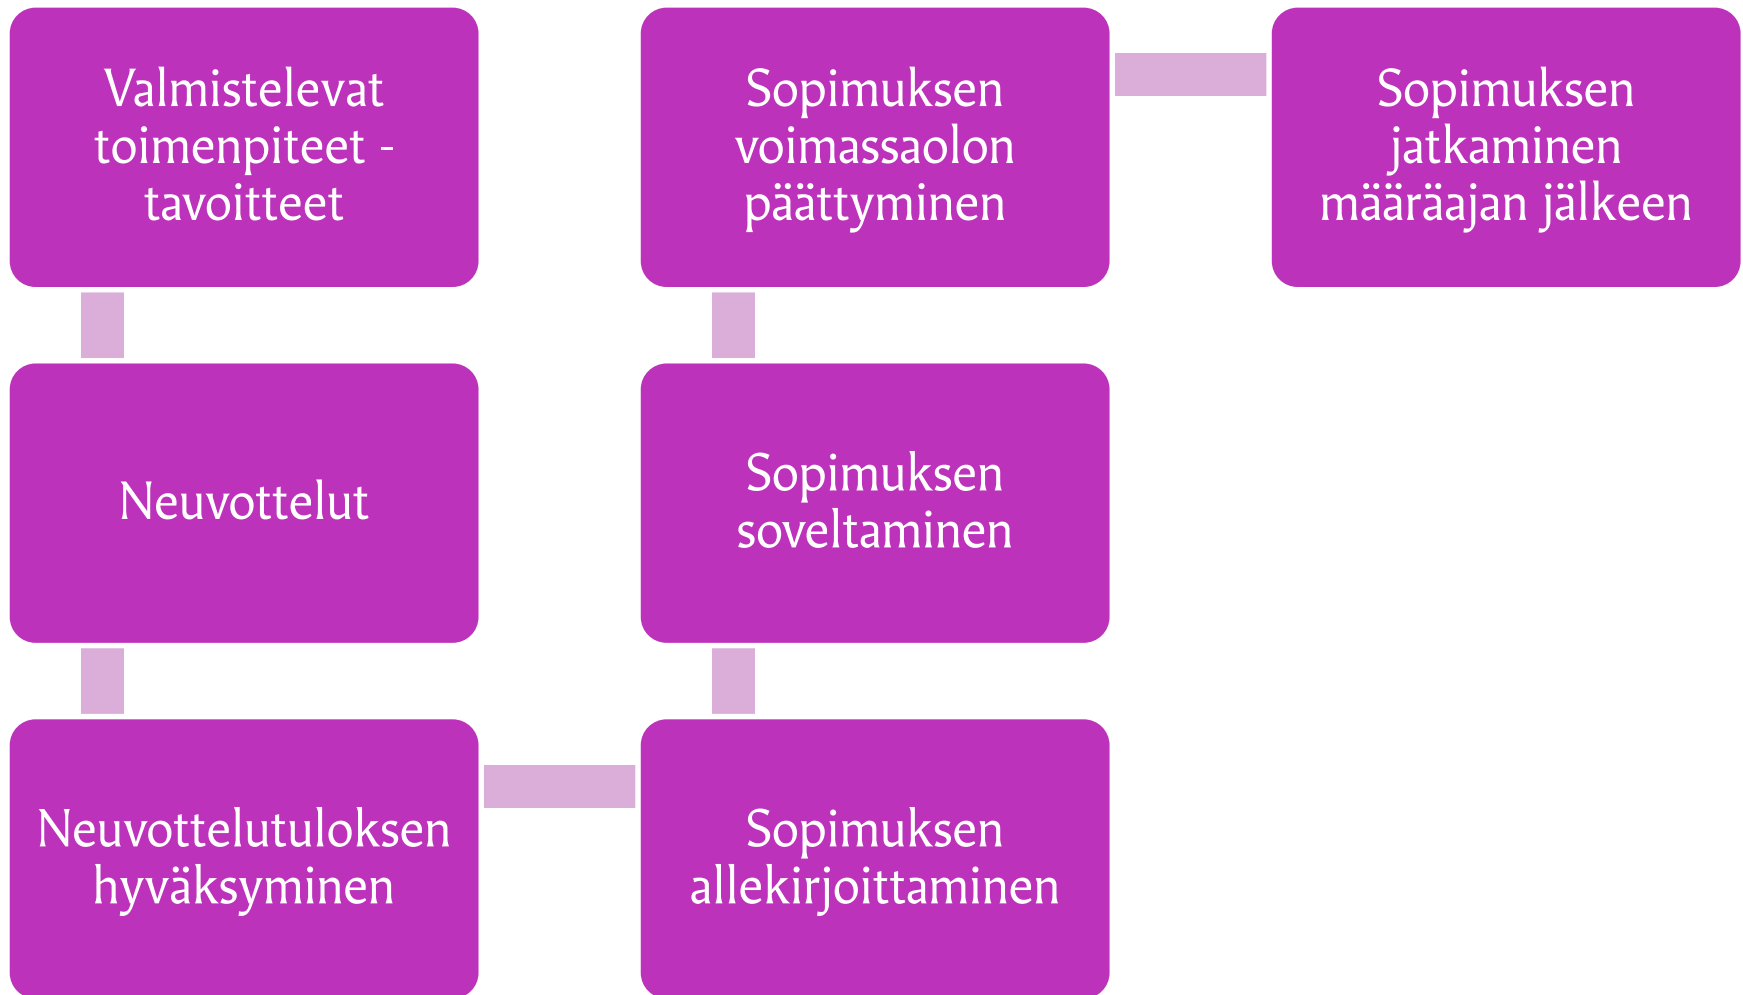 Valmistelevat
toimenpiteet -
tavoitteet
Neuvottelut
Neuvottelutuloksen
hyväksyminen
Sopimuksen
allekirjoittaminen
Sopimuksen
soveltaminen
Sopimuksen
voimassaolon
päättyminen
Sopimuksen
jatkaminen
määräajan jälkeen